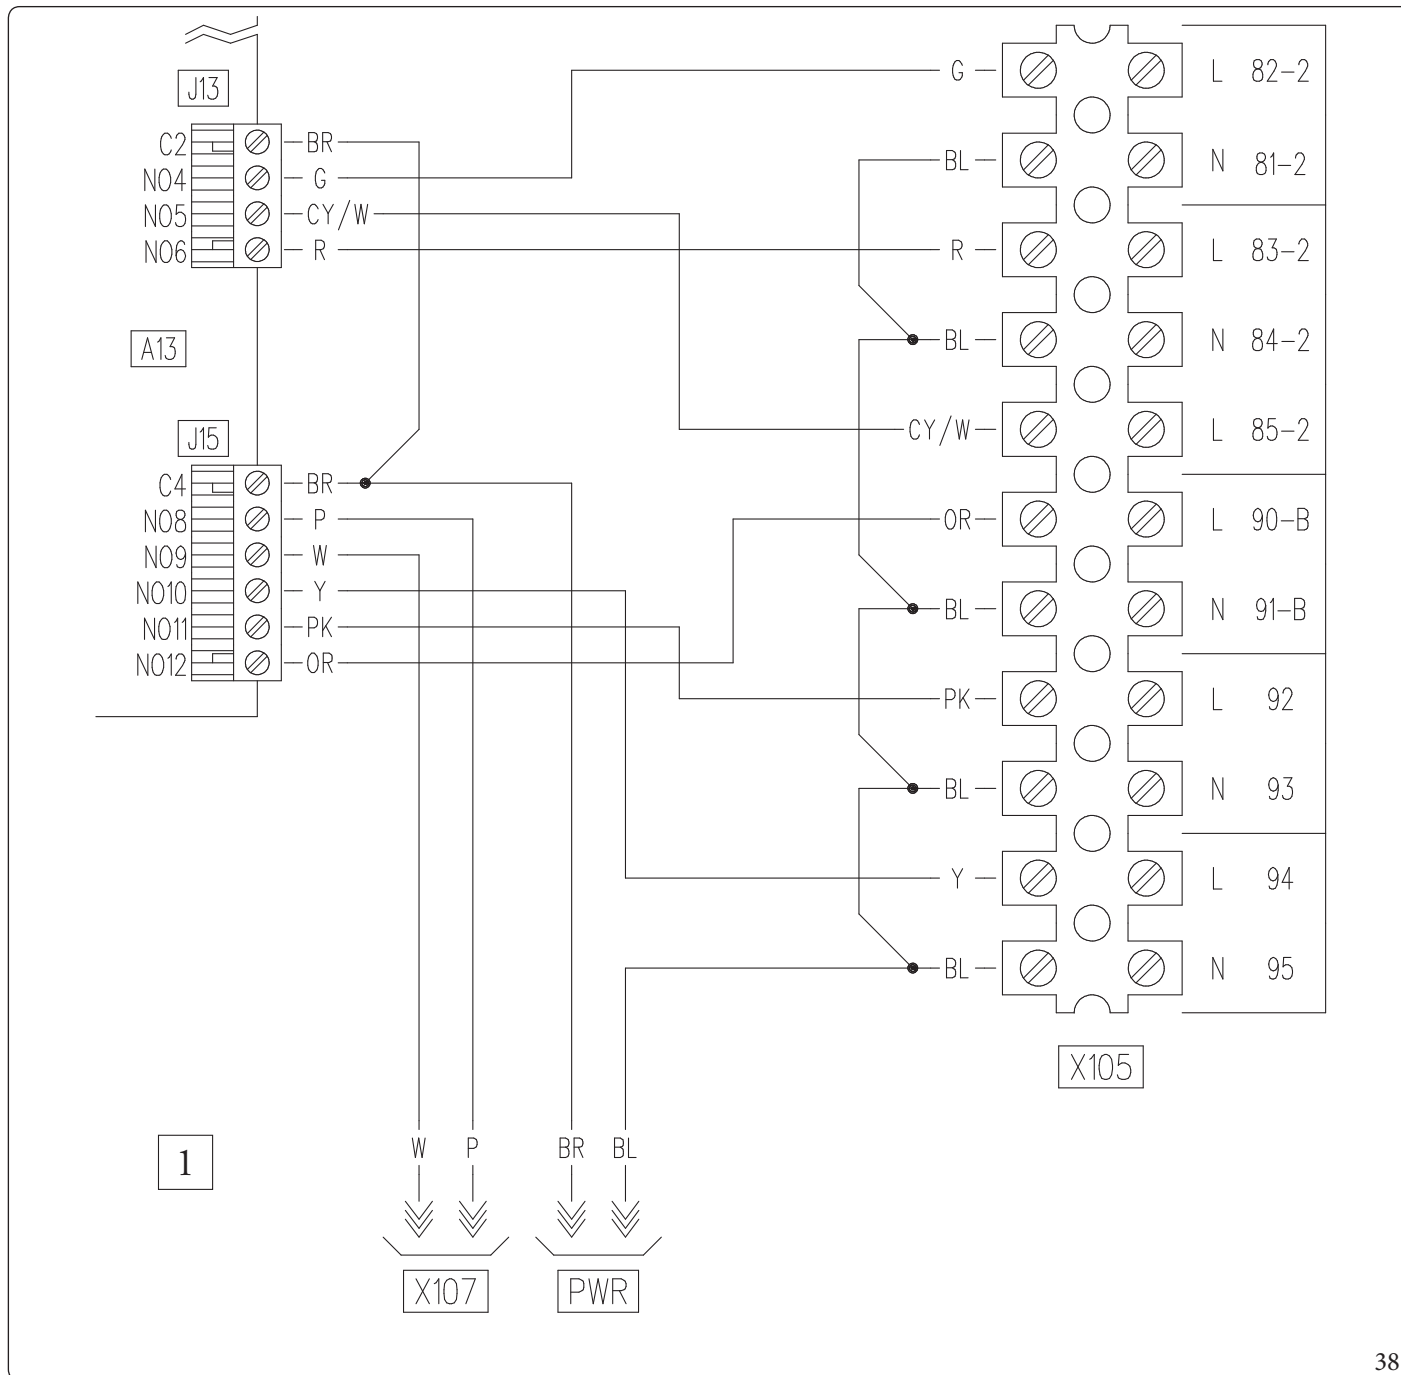 G L 82-2
J13
C2 BR
BL N 81-2
NO4 G
NO5 CY/W
NO6 R R L 83-2
A13 BL N 84-2
J15 CY/W L 85-2
C4 BR
NO8 P OR L 90-B
NO9 W
NO10 Y BL N 91-B
NO11 PK
NO12 OR
PK L 92
BL N 93
Y L 94
BL N 95
X105
1 W P BR BL
X107 PWR
38